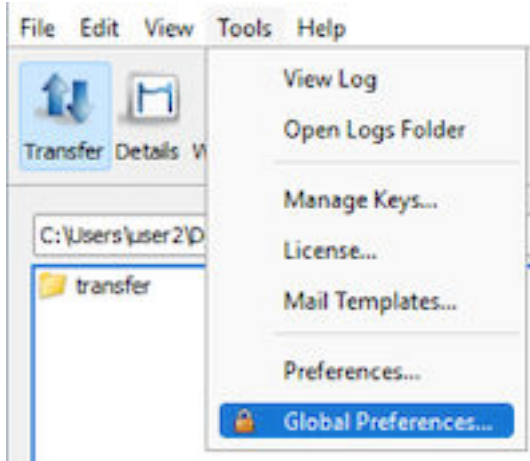 File Edit View Tools Help
View Log
Open Logs Folder
Manage Keys...
License...
Mail Templates...
Preferences...
Global Preferences...
Transfer Details
C:\Users\user2\D
transfer